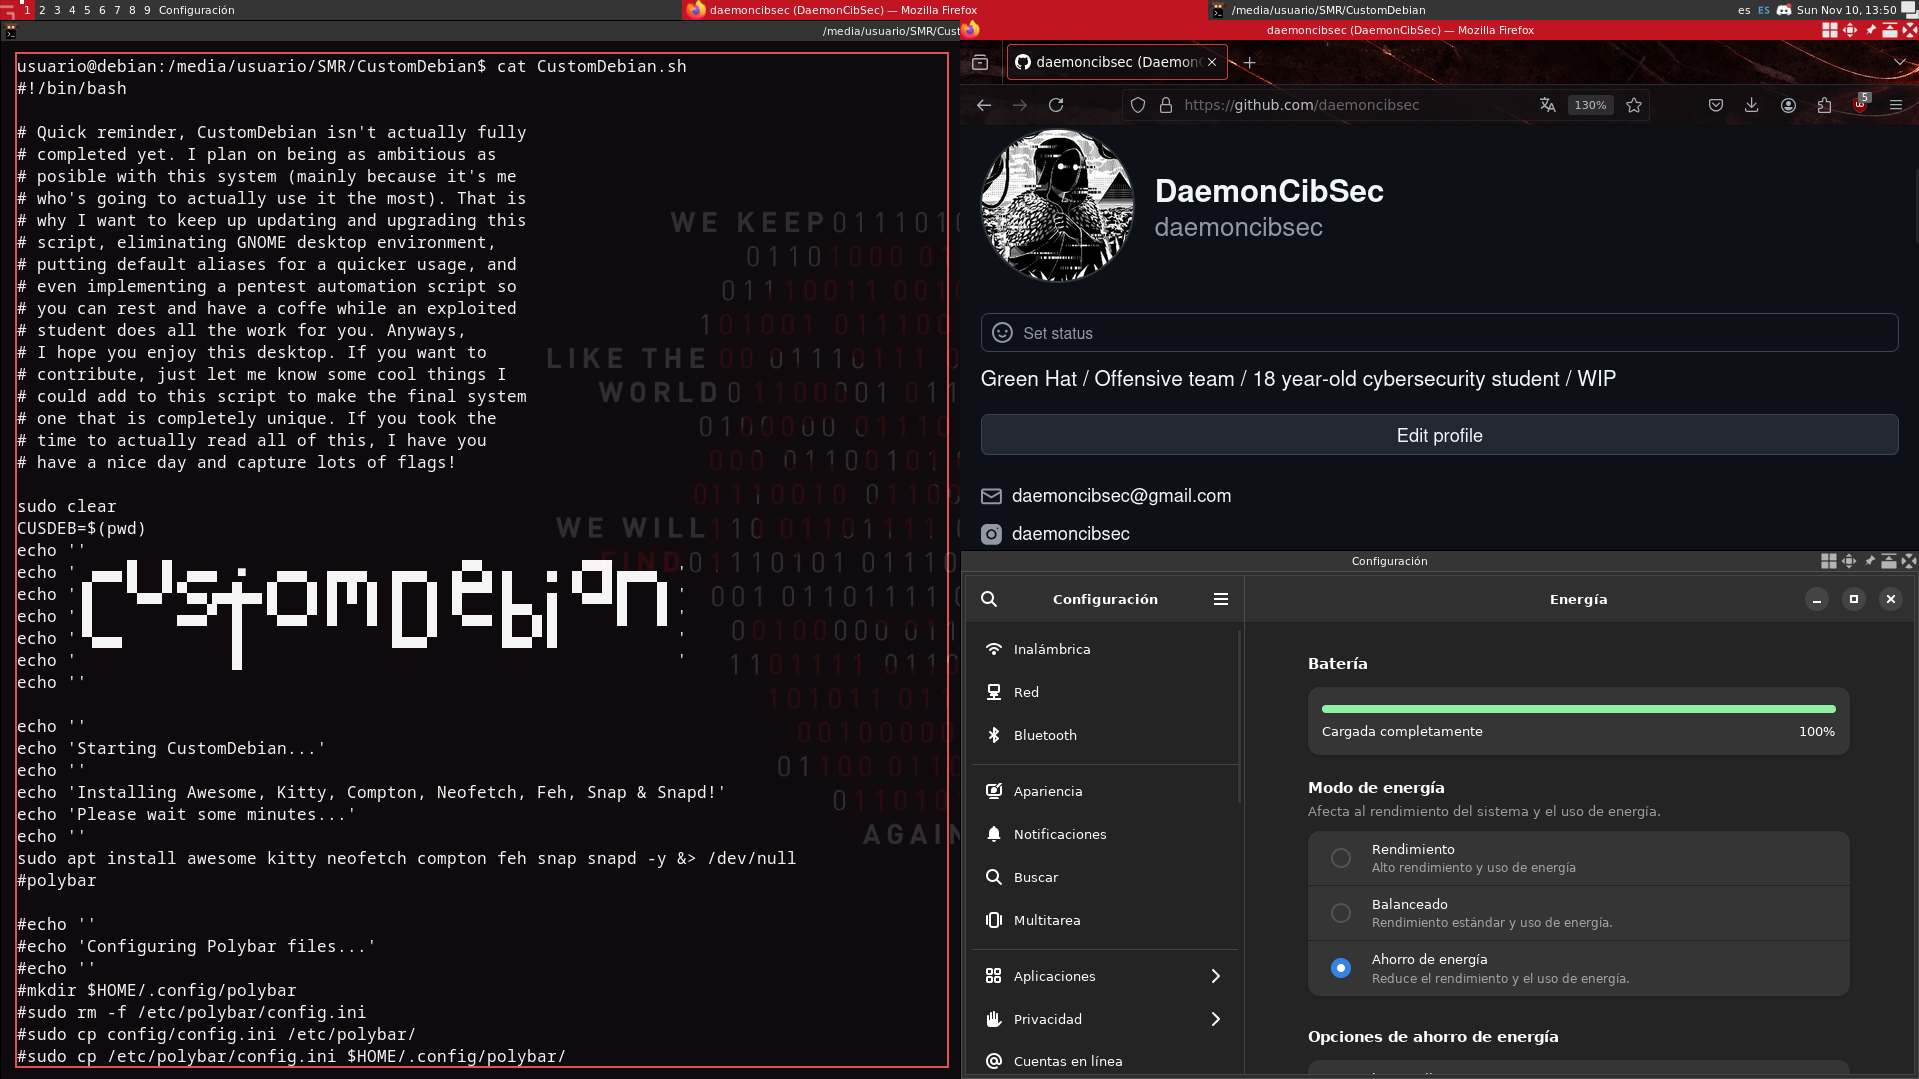 1 2 3 4 5 6 7 8 9 Configuración
daemoncibsec (DaemonCibSec) — Mozilla Firefox
/media/usuario/SMR/CustomDebian
es ES Sun Nov 10, 13:50
/media/usuario/SMR/Cust
usuario@debian:/media/usuario/SMR/CustomDebian$ cat CustomDebian.sh
#!/bin/bash
# Quick reminder, CustomDebian isn't actually fully
# completed yet. I plan on being as ambitious as
# posible with this system (mainly because it's me
# who's going to actually use it the most). That is
# why I want to keep up updating and upgrading this
# script, eliminating GNOME desktop environment,
# putting default aliases for a quicker usage, and
# even implementing a pentest automation script so
# you can rest and have a coffe while an exploited
# student does all the work for you. Anyways,
# I hope you enjoy this desktop. If you want to
# contribute, just let me know some cool things I
# could add to this script to make the final system
# one that is completely unique. If you took the
# time to actually read all of this, I have you
# have a nice day and capture lots of flags!
sudo clear
CUSDEB=$(pwd)
echo ''
echo ' '
echo ' '
echo ' CustomDebian '
echo ' '
echo ' '
echo ''
echo ''
echo 'Starting CustomDebian...'
echo ''
echo 'Installing Awesome, Kitty, Compton, Neofetch, Feh, Snap & Snapd!'
echo 'Please wait some minutes...'
echo ''
sudo apt install awesome kitty neofetch compton feh snap snapd -y &> /dev/null
#polybar
#echo ''
#echo 'Configuring Polybar files...'
#echo ''
#mkdir $HOME/.config/polybar
#sudo rm -f /etc/polybar/config.ini
#sudo cp config/config.ini /etc/polybar/
#sudo cp /etc/polybar/config.ini $HOME/.config/polybar/
WE KEEP
LIKE THE
WORLD
WE WILL
FIND
AGAIN
daemoncibsec (DaemonCibSec) — Mozilla Firefox
daemoncibsec (Daemon
https://github.com/daemoncibsec
130%
5
DaemonCibSec
daemoncibsec
Set status
Green Hat / Offensive team / 18 year-old cybersecurity student / WIP
Edit profile
daemoncibsec@gmail.com
daemoncibsec
Configuración
Configuración
Inalámbrica
Red
Bluetooth
Apariencia
Notificaciones
Buscar
Multitarea
Aplicaciones
Privacidad
Cuentas en línea
Energía
Batería
Cargada completamente 100%
Modo de energía
Afecta al rendimiento del sistema y el uso de energía.
Rendimiento
Alto rendimiento y uso de energía
Balanceado
Rendimiento estándar y uso de energía.
Ahorro de energía
Reduce el rendimiento y el uso de energía.
Opciones de ahorro de energía